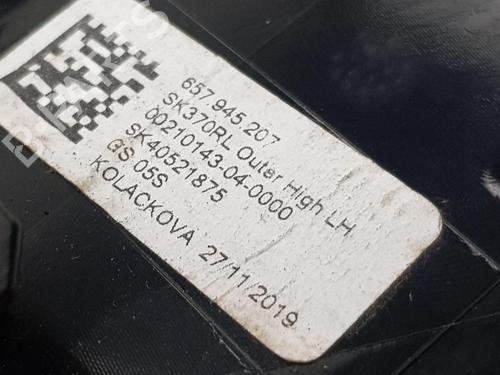 657.945.207
SK370RL Outer High LH
00210143-04-0000
SK40521875
GS 05S
KOLACKOVA 27/11/2019